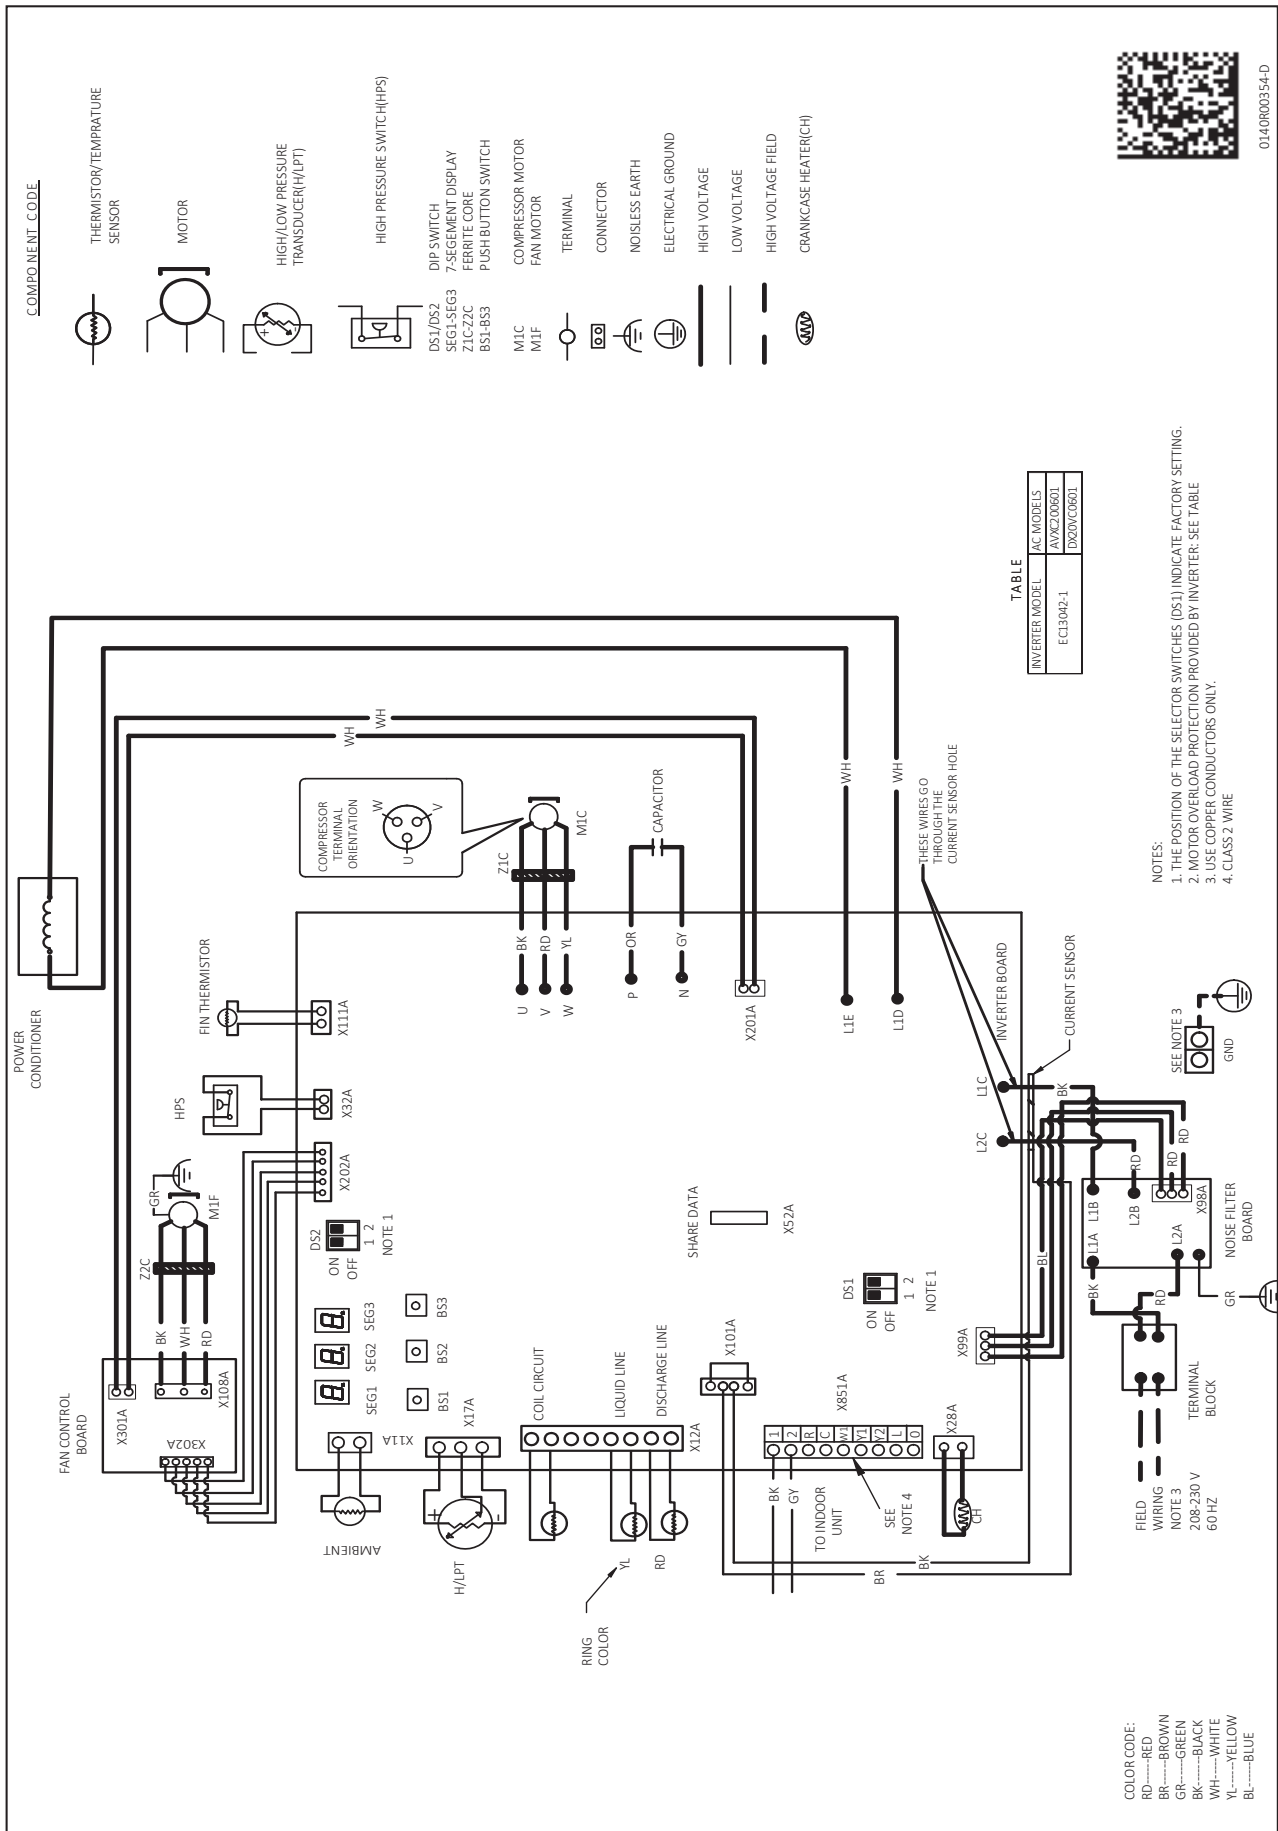 COMPONENT CODE
THERMISTOR/TEMPRATURE
SENSOR
MOTOR
HIGH/LOW PRESSURE
TRANSDUCER(H/LPT)
HIGH PRESSURE SWITCH(HPS)
DS1/DS2 DIP SWITCH
SEG1-SEG3 7-SEGEMENT DISPLAY
Z1C-Z2C FERITE CORE
BS1-BS3 PUSH BUTTON SWITCH
M1C COMPRESSOR MOTOR
M1F FAN MOTOR
TERMINAL
CONNECTOR
NOISLESS EARTH
ELECTRICAL GROUND
HIGH VOLTAGE
LOW VOLTAGE
HIGH VOLTAGE FIELD
CRANKCASE HEATER(CH)
0140R00354-D
POWER
CONDITIONER
WH
WH
COMPRESSOR
TERMINAL
ORIENTATION
W
V
U
Z1C
M1C
CAPACITOR
WH
WH
THESE WIRES GO
THROUGH THE
CURRENT SENSOR HOLE
TABLE
INVERTER MODEL AC MODELS
EC13042-1 AVXC200601
DX20VC0601
NOTES:
1. THE POSITION OF THE SELECTOR SWITCHES (DS1) INDICATE FACTORY SETTING.
2. MOTOR OVERLOAD PROTECTION PROVIDED BY INVERTER: SEE TABLE
3. USE COPPER CONDUCTORS ONLY.
4. CLASS 2 WIRE
FIN THERMISTOR
X111A
HPS
X32A
GR
M1F
Z2C
BK
WH
RD
X202A
U BK
V RD
W YL
P OR
N GY
X201A
L1E
L1D
INVERTER BOARD
CURRENT SENSOR
L1C
L2C
BK
SEE NOTE 3
GND
DS2
ON
OFF
1 2
NOTE 1
SHARE DATA
X52A
DS1
ON
OFF
1 2
NOTE 1
FAN CONTROL
BOARD
X301A
X108A
X302A
SEG1
SEG2
SEG3
BS1
BS2
BS3
X11A
AMBIENT
X17A
H/LPT
+
-
COIL CIRCUIT
LIQUID LINE
DISCHARGE LINE
X12A
YL
RD
RING
COLOR
X101A
X851A
1
2
R
C
W1
Y1
Y2
L
0
BK
GY
TO INDOOR
UNIT
SEE
NOTE 4
BR
BK
X28A
CH
X99A
BL
RD
RD
RD
L1B
L2B
X98A
L1A
L2A
NOISE FILTER
BOARD
BK
RD
GR
TERMINAL
BLOCK
FIELD
WIRING
NOTE 3
208-230 V
60 HZ
COLOR CODE:
RD------RED
BR------BROWN
GR------GREEN
BK------BLACK
WH-----WHITE
YL------YELLOW
BL------BLUE